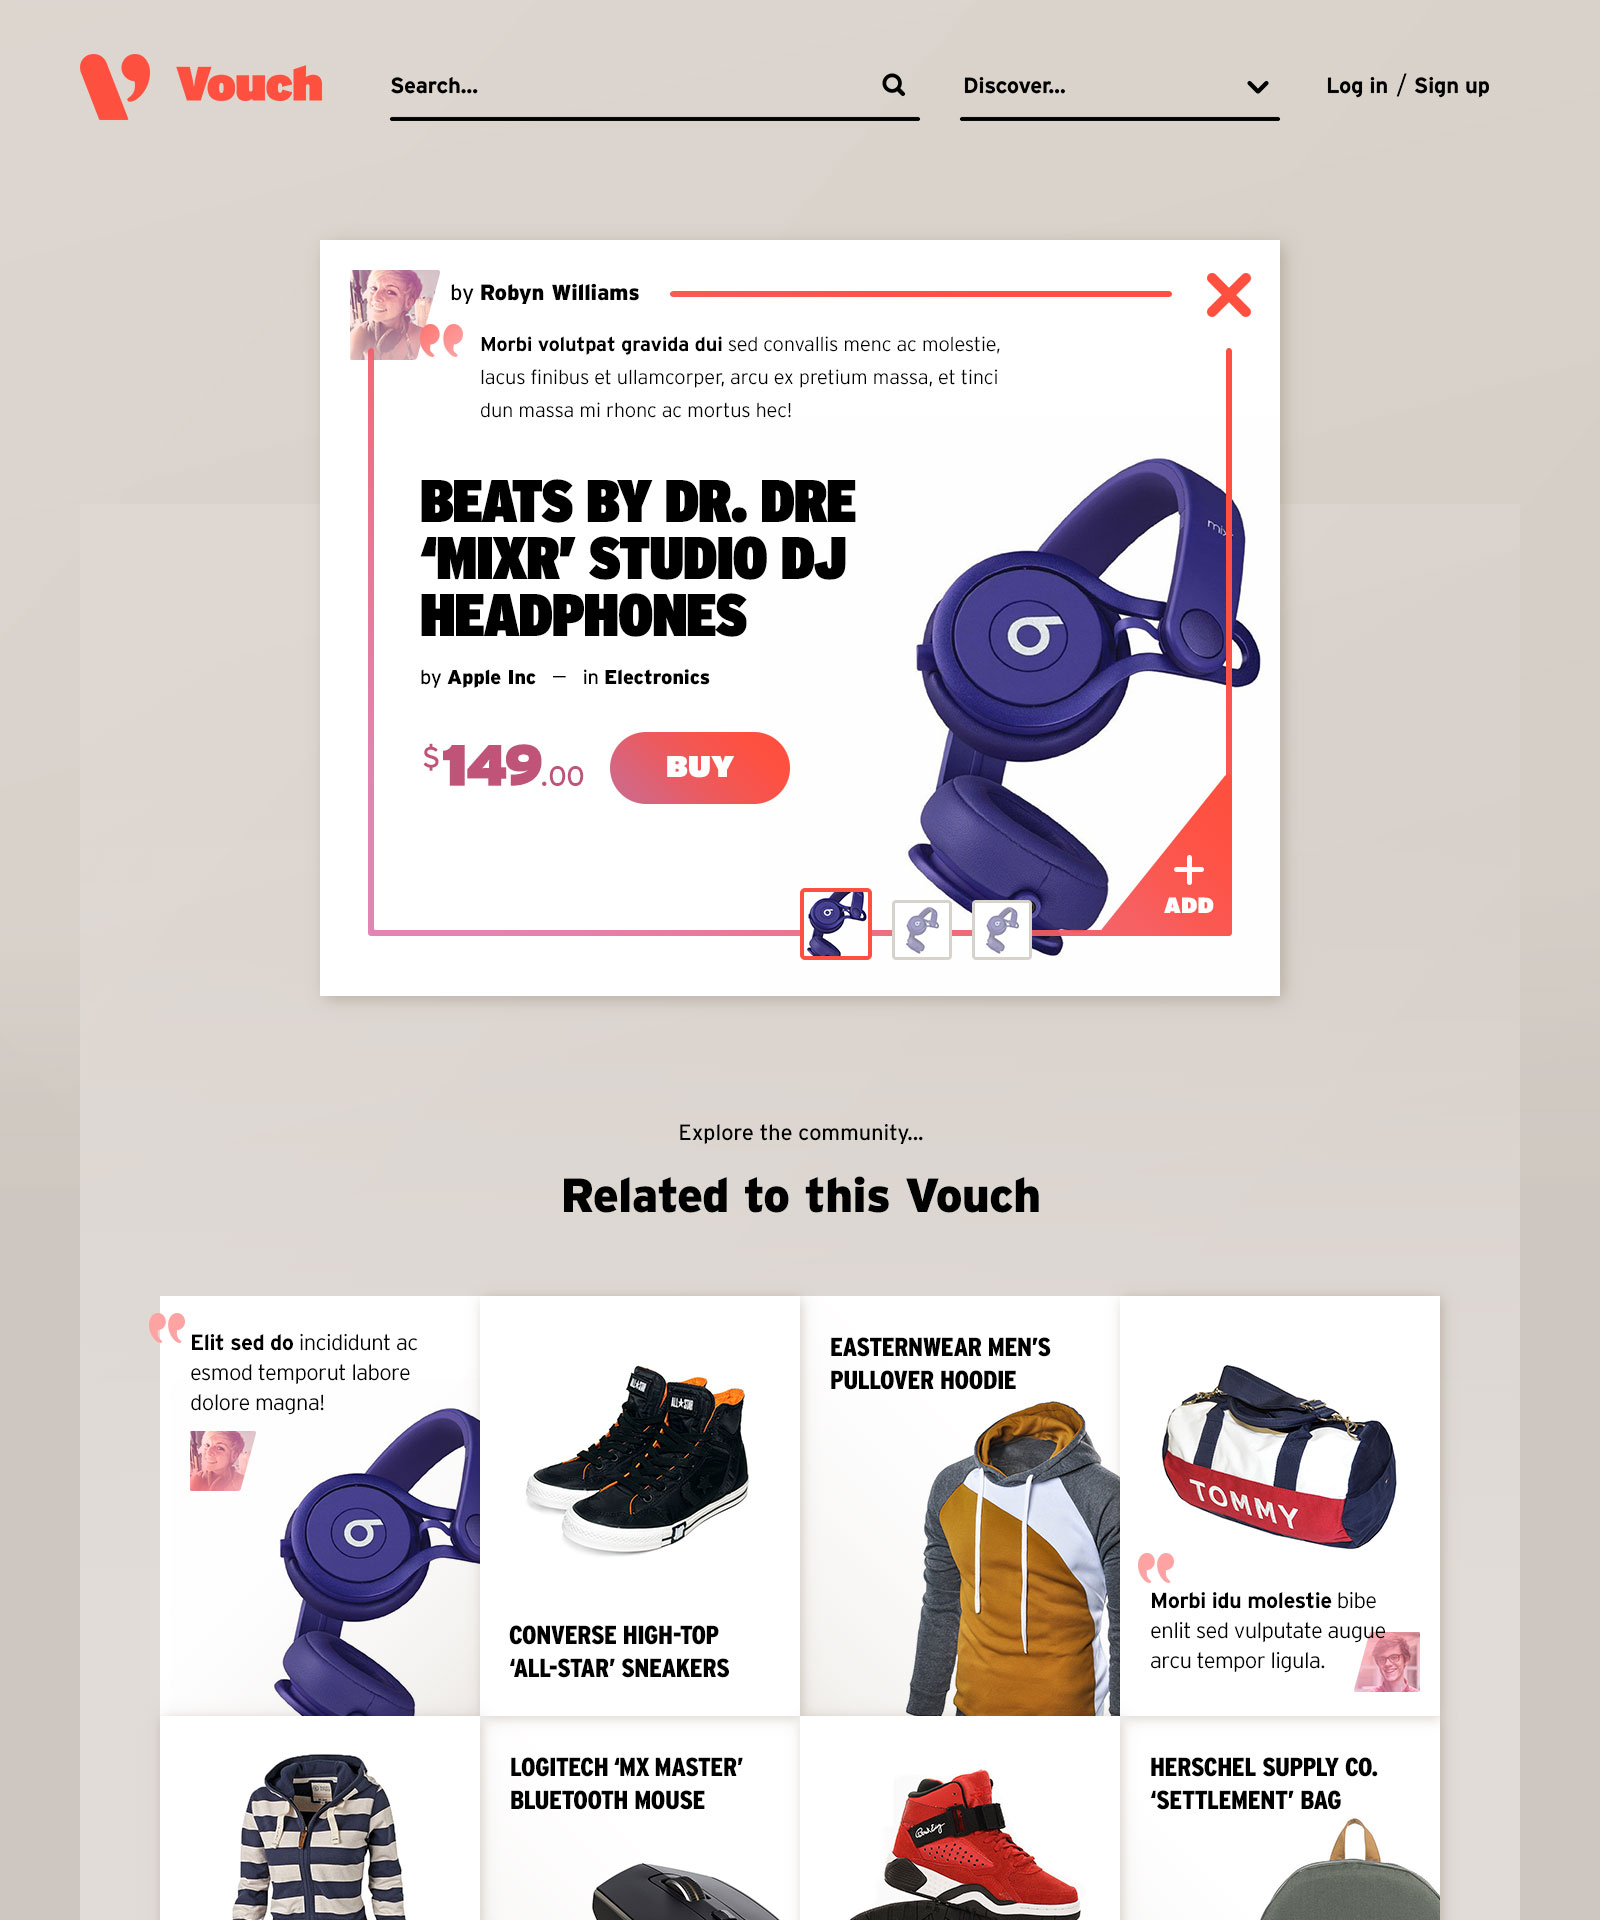 Vouch
Search...
Discover...
Log in / Sign up
by Robyn Williams
Morbi volutpat gravida dui sed convallis menc ac molestie,
lacus finibus et ullamcorper, arcu ex pretium massa, et tinci
dun massa mi rhonc ac mortus hec!
BEATS BY DR. DRE
‘MIXR’ STUDIO DJ
HEADPHONES
by Apple Inc — in Electronics
$149.00
BUY
+
ADD
Explore the community...
Related to this Vouch
Elit sed do incididunt ac
esmod temporut labore
dolore magna!
ALL★STAR
ALL★STAR
CONVERSE HIGH-TOP
‘ALL-STAR’ SNEAKERS
EASTERNWEAR MEN’S
PULLOVER HOODIE
TOMMY
Morbi idu molestie bibe
enlit sed vulputate augue
arcu tempor ligula.
LOGITECH ‘MX MASTER’
BLUETOOTH MOUSE
HERSCHEL SUPPLY CO.
‘SETTLEMENT’ BAG